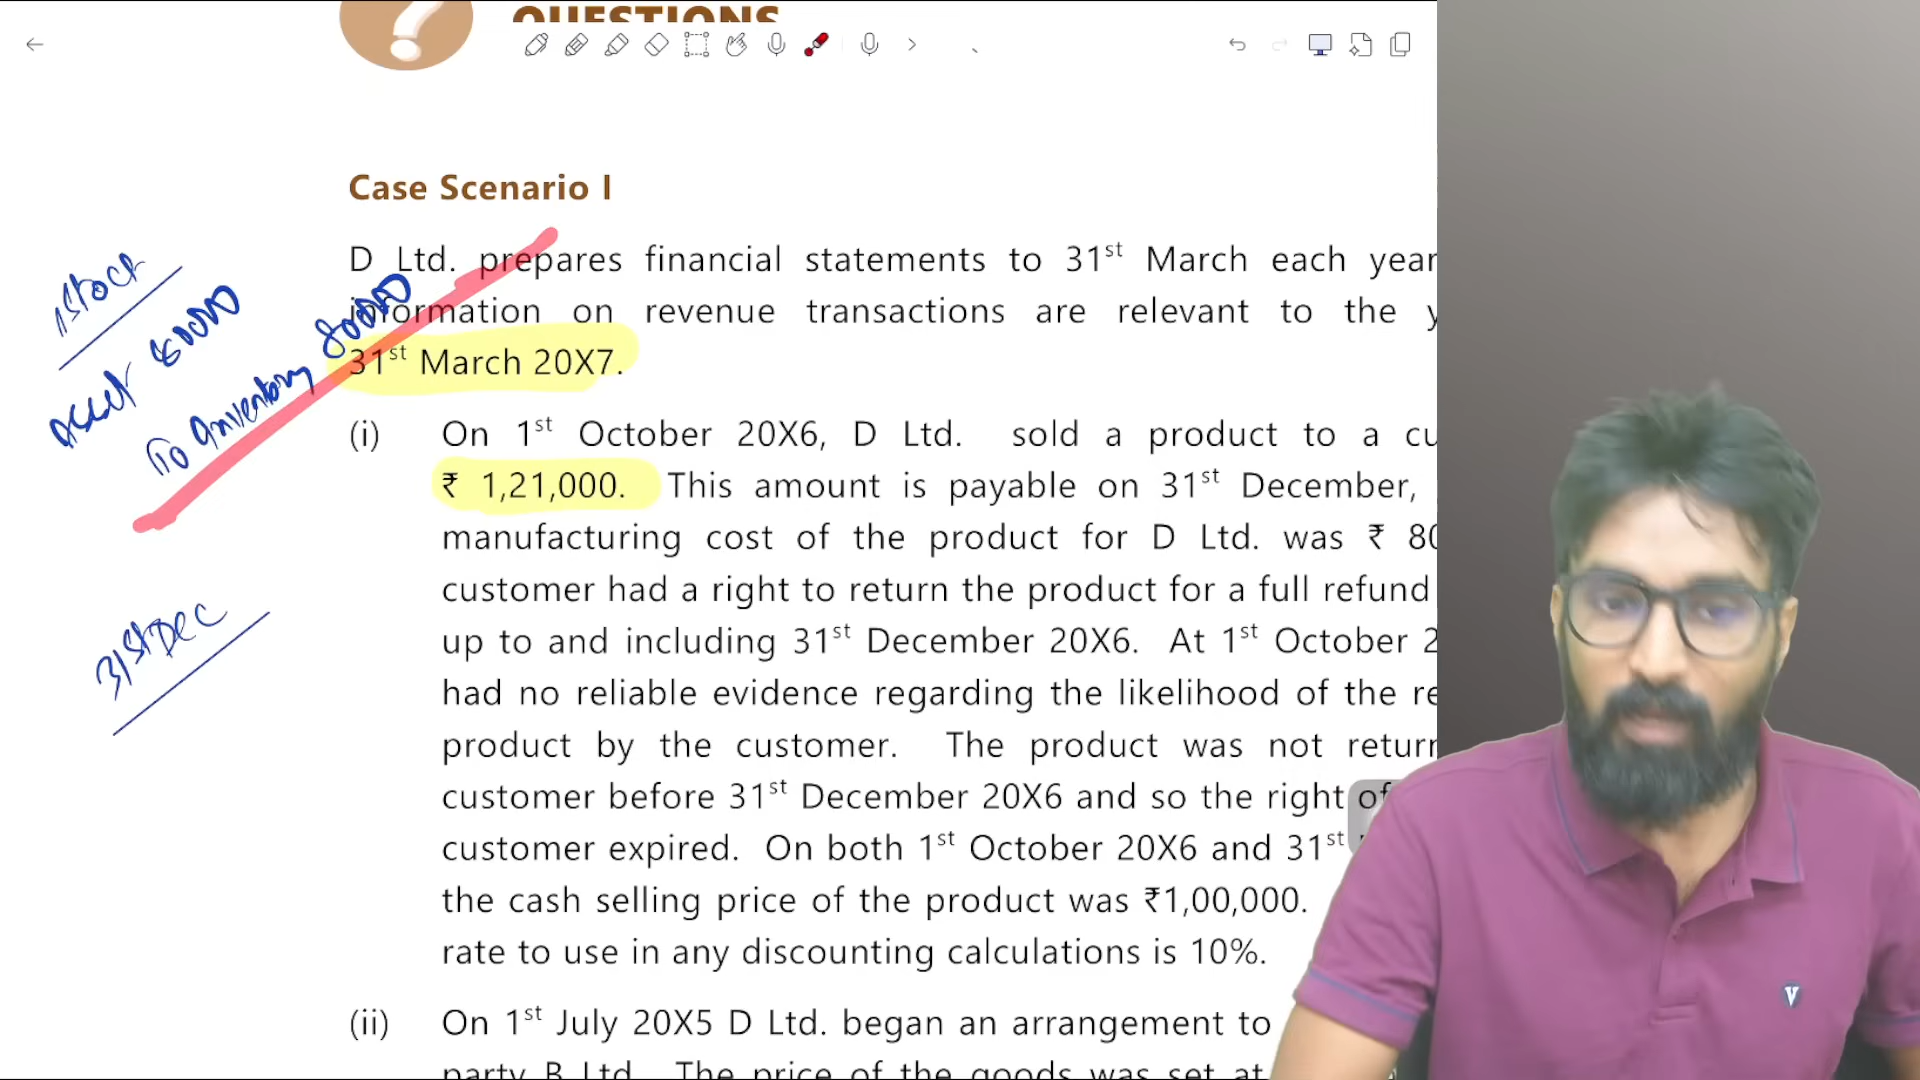 QUESTIONS
Case Scenario I
D Ltd. prepares financial statements to 31st March each year
information on revenue transactions are relevant to the y
31st March 20X7.
(i) On 1st October 20X6, D Ltd. sold a product to a cu
₹ 1,21,000. This amount is payable on 31st December,
manufacturing cost of the product for D Ltd. was ₹ 80
customer had a right to return the product for a full refund
up to and including 31st December 20X6. At 1st October 2
had no reliable evidence regarding the likelihood of the re
product by the customer. The product was not return
customer before 31st December 20X6 and so the right of
customer expired. On both 1st October 20X6 and 31st
the cash selling price of the product was ₹1,00,000.
rate to use in any discounting calculations is 10%.
(ii) On 1st July 20X5 D Ltd. began an arrangement to
party B Ltd. The price of the goods was set at
1st Oct
Asset 80000
To Inventory 80000
31st Dec
V